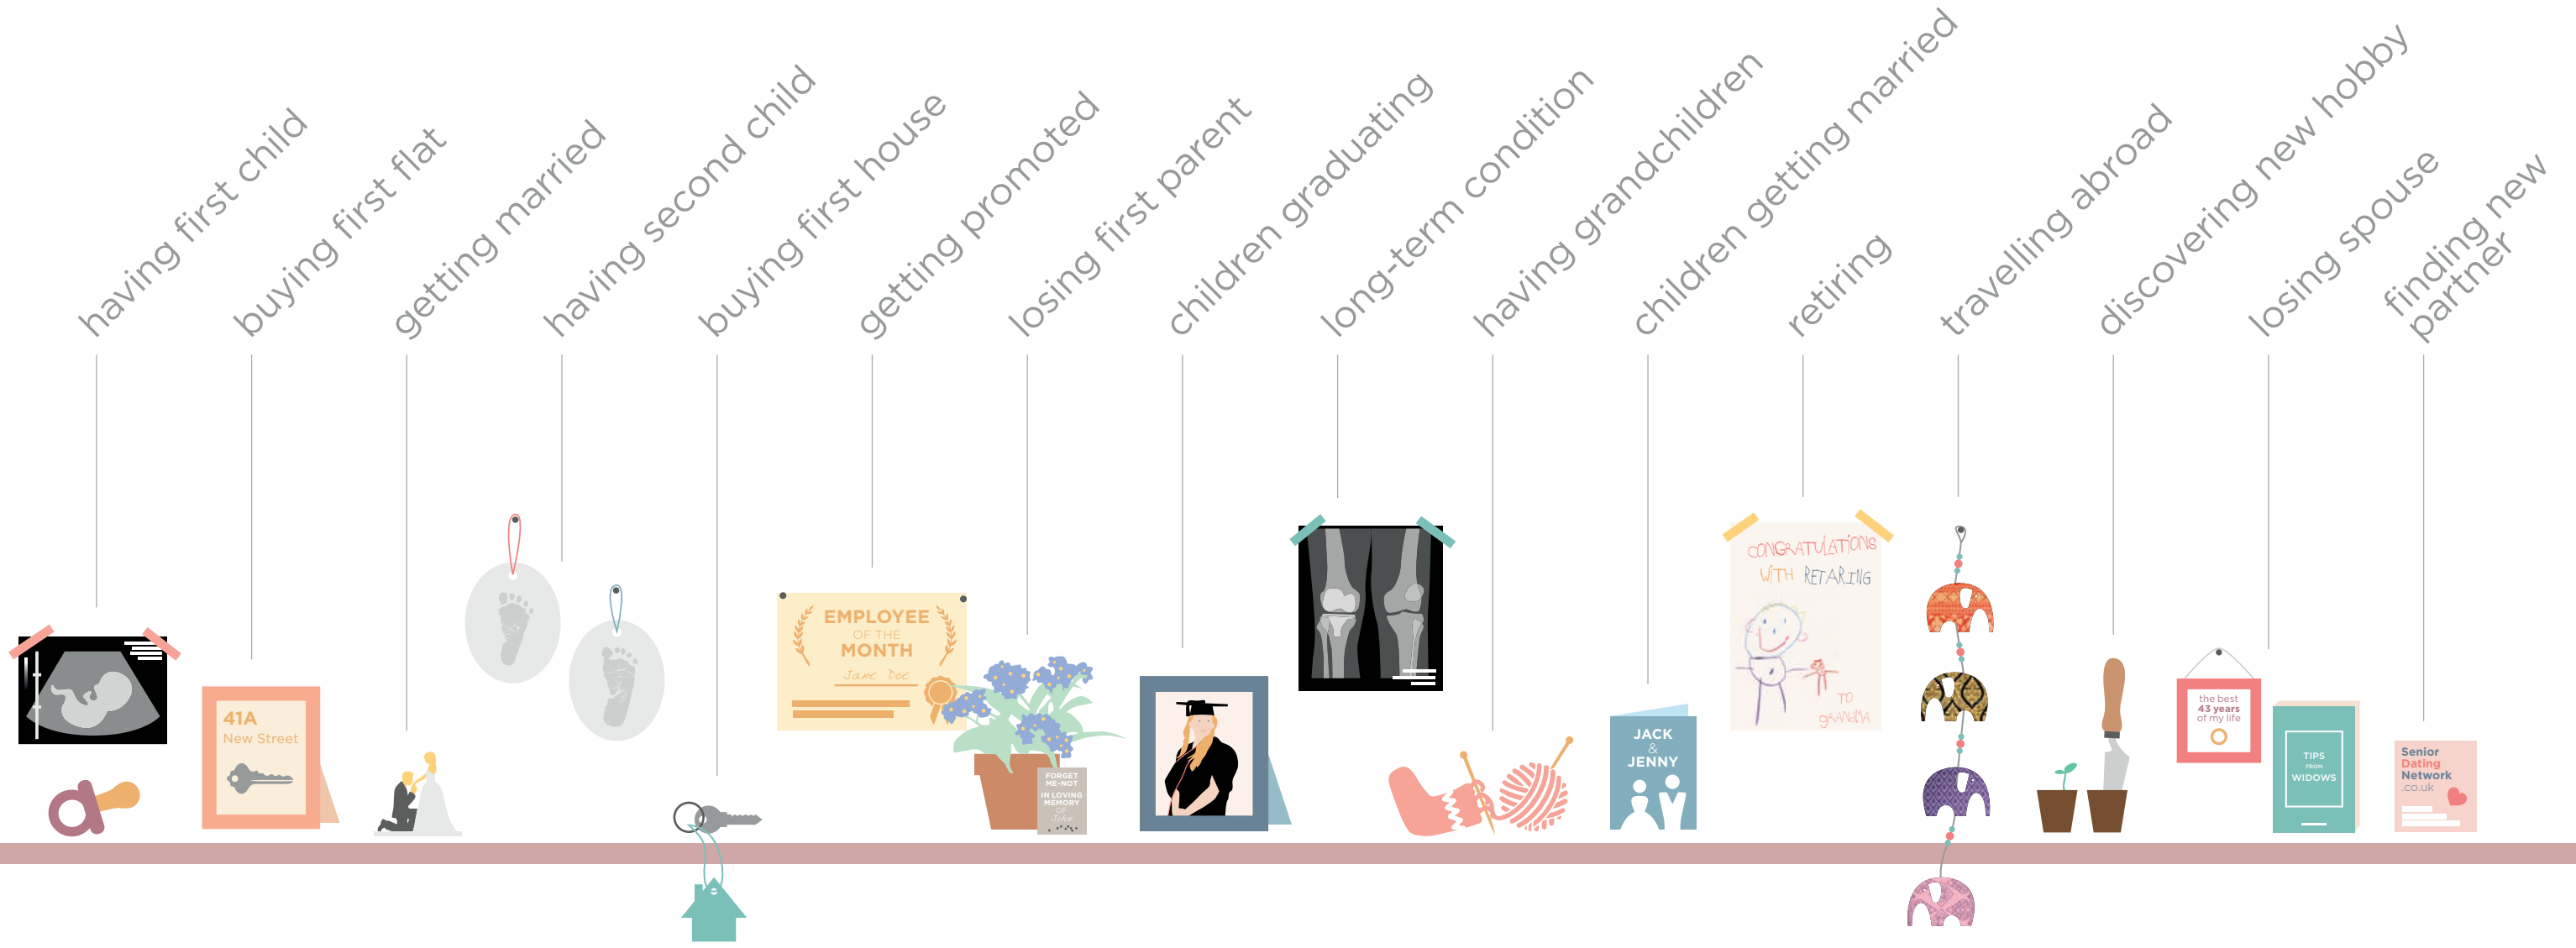 having first child
buying first flat
getting married
having second child
buying first house
getting promoted
losing first parent
children graduating
long-term condition
having grandchildren
children getting married
retiring
travelling abroad
discovering new hobby
losing spouse
finding new
partner
41A
New Street
EMPLOYEE
OF THE
MONTH
Jane Doe
FORGET
ME-NOT
IN LOVING
MEMORY
OF
John
JACK
&
JENNY
CONGRATULATIONS
WITH RETARING
TO
GRANDMA
the best
43 years
of my life
TIPS
FROM
WIDOWS
Senior
Dating
Network
.co.uk